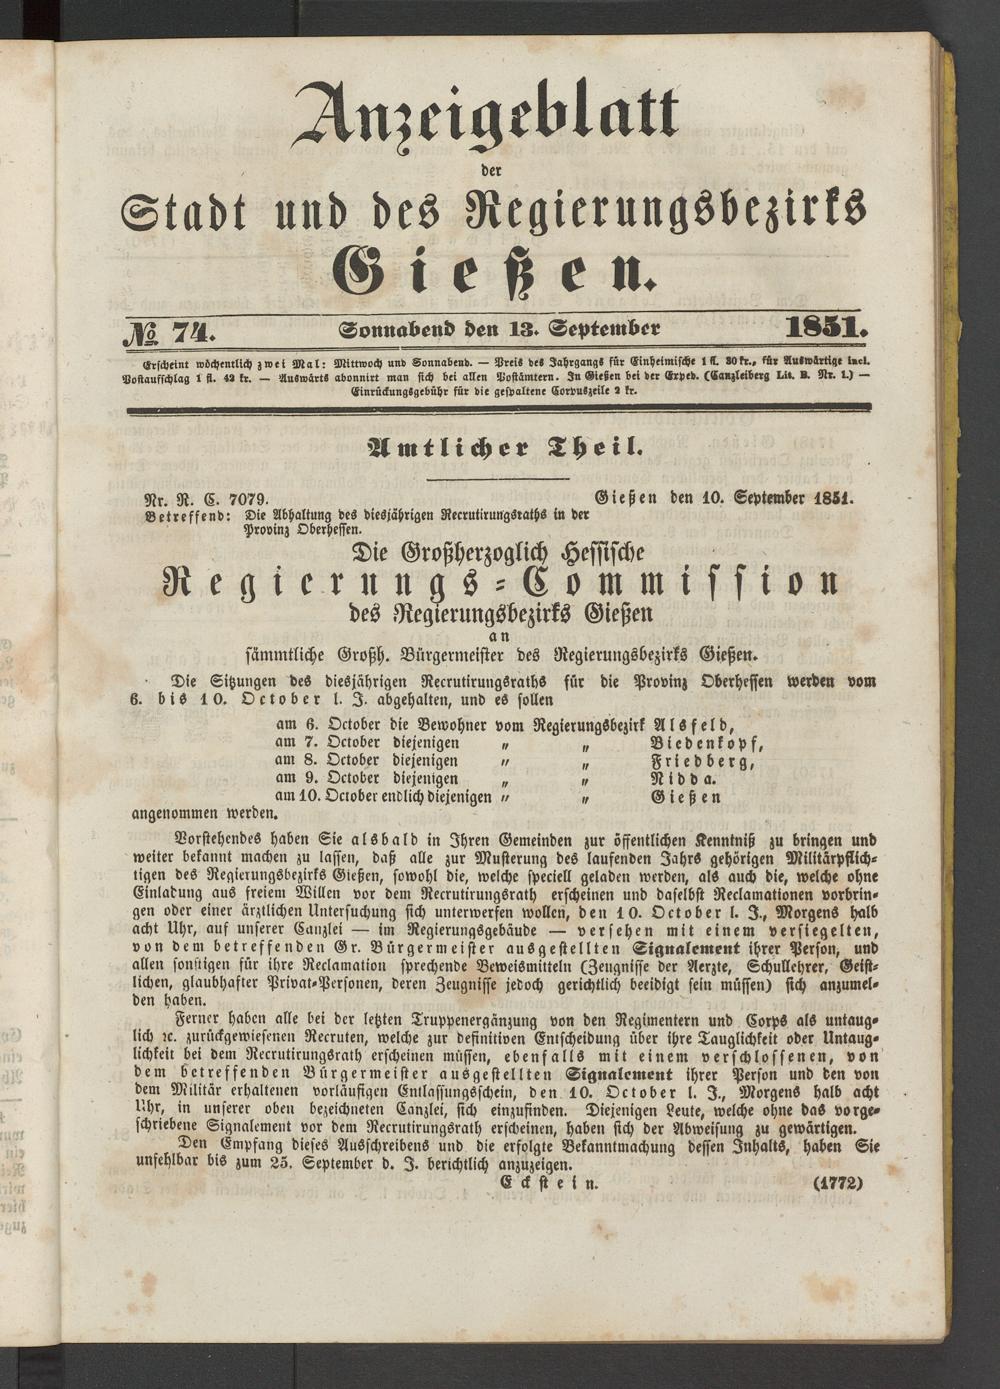 Anzeigeblatt
der
Stadt und des Regierungsbezirks
Gießen.
No 74. Sonnabend den 13. September 1851.
Erscheint wöchentlich zwei Mal: Mittwoch und Sonnabend. — Preis des Jahrgangs für Einheimische 1 fl. 30 kr., für Auswärtige incl.
Postaufschlag 1 fl. 42 kr. — Auswärts abonnirt man sich bei allen Postämtern. In Gießen bei der Exped. (Canzleiberg Lit. B. Nr. 1.) —
Einrückungsgebühr für die gespaltene Corpuszeile 2 kr.
Amtlicher Theil.
Nr. R. C. 7079. Gießen den 10. September 1851.
Betreffend: Die Abhaltung des diesjährigen Recrutirungsraths in der
Provinz Oberhessen.
Die Großherzoglich Hessische
Regierungs-Commission
des Regierungsbezirks Gießen
an
sämmtliche Großh. Bürgermeister des Regierungsbezirks Gießen.
Die Sitzungen des diesjährigen Recrutirungsraths für die Provinz Oberhessen werden vom
6. bis 10. October l. J. abgehalten, und es sollen
am 6. October die Bewohner vom Regierungsbezirk Alsfeld,
am 7. October diejenigen " " Biedenkopf,
am 8. October diejenigen " " Friedberg,
am 9. October diejenigen " " Nidda.
am 10. October endlich diejenigen " " Gießen
angenommen werden.
Vorstehendes haben Sie alsbald in Ihren Gemeinden zur öffentlichen Kenntniß zu bringen und
weiter bekannt machen zu lassen, daß alle zur Musterung des laufenden Jahrs gehörigen Militärpflich-
tigen des Regierungsbezirks Gießen, sowohl die, welche speciell geladen werden, als auch die, welche ohne
Einladung aus freiem Willen vor dem Recrutirungsrath erscheinen und daselbst Reclamationen vorbrin-
gen oder einer ärztlichen Untersuchung sich unterwerfen wollen, den 10. October l. J., Morgens halb
acht Uhr, auf unserer Canzlei — im Regierungsgebäude — versehen mit einem versiegelten,
von dem betreffenden Gr. Bürgermeister ausgestellten Signalement ihrer Person, und
allen sonstigen für ihre Reclamation sprechende Beweismitteln (Zeugnisse der Aerzte, Schullehrer, Geist-
lichen, glaubhafter Privat-Personen, deren Zeugnisse jedoch gerichtlich beeidigt sein müssen) sich anzumel-
den haben.
Ferner haben alle bei der letzten Truppenergänzung von den Regimentern und Corps als untaug-
lich ꝛc. zurückgewiesenen Recruten, welche zur definitiven Entscheidung über ihre Tauglichkeit oder Untaug-
lichkeit bei dem Recrutirungsrath erscheinen müssen, ebenfalls mit einem verschlossenen, von
dem betreffenden Bürgermeister ausgestellten Signalement ihrer Person und den von
dem Militär erhaltenen vorläufigen Entlassungsschein, den 10. October l. J., Morgens halb acht
Uhr, in unserer oben bezeichneten Canzlei, sich einzufinden. Diejenigen Leute, welche ohne das vorge-
schriebene Signalement vor dem Recrutirungsrath erscheinen, haben sich der Abweisung zu gewärtigen.
Den Empfang dieses Ausschreibens und die erfolgte Bekanntmachung dessen Inhalts, haben Sie
unfehlbar bis zum 25. September d. J. berichtlich anzuzeigen.
Eckstein. (1772)